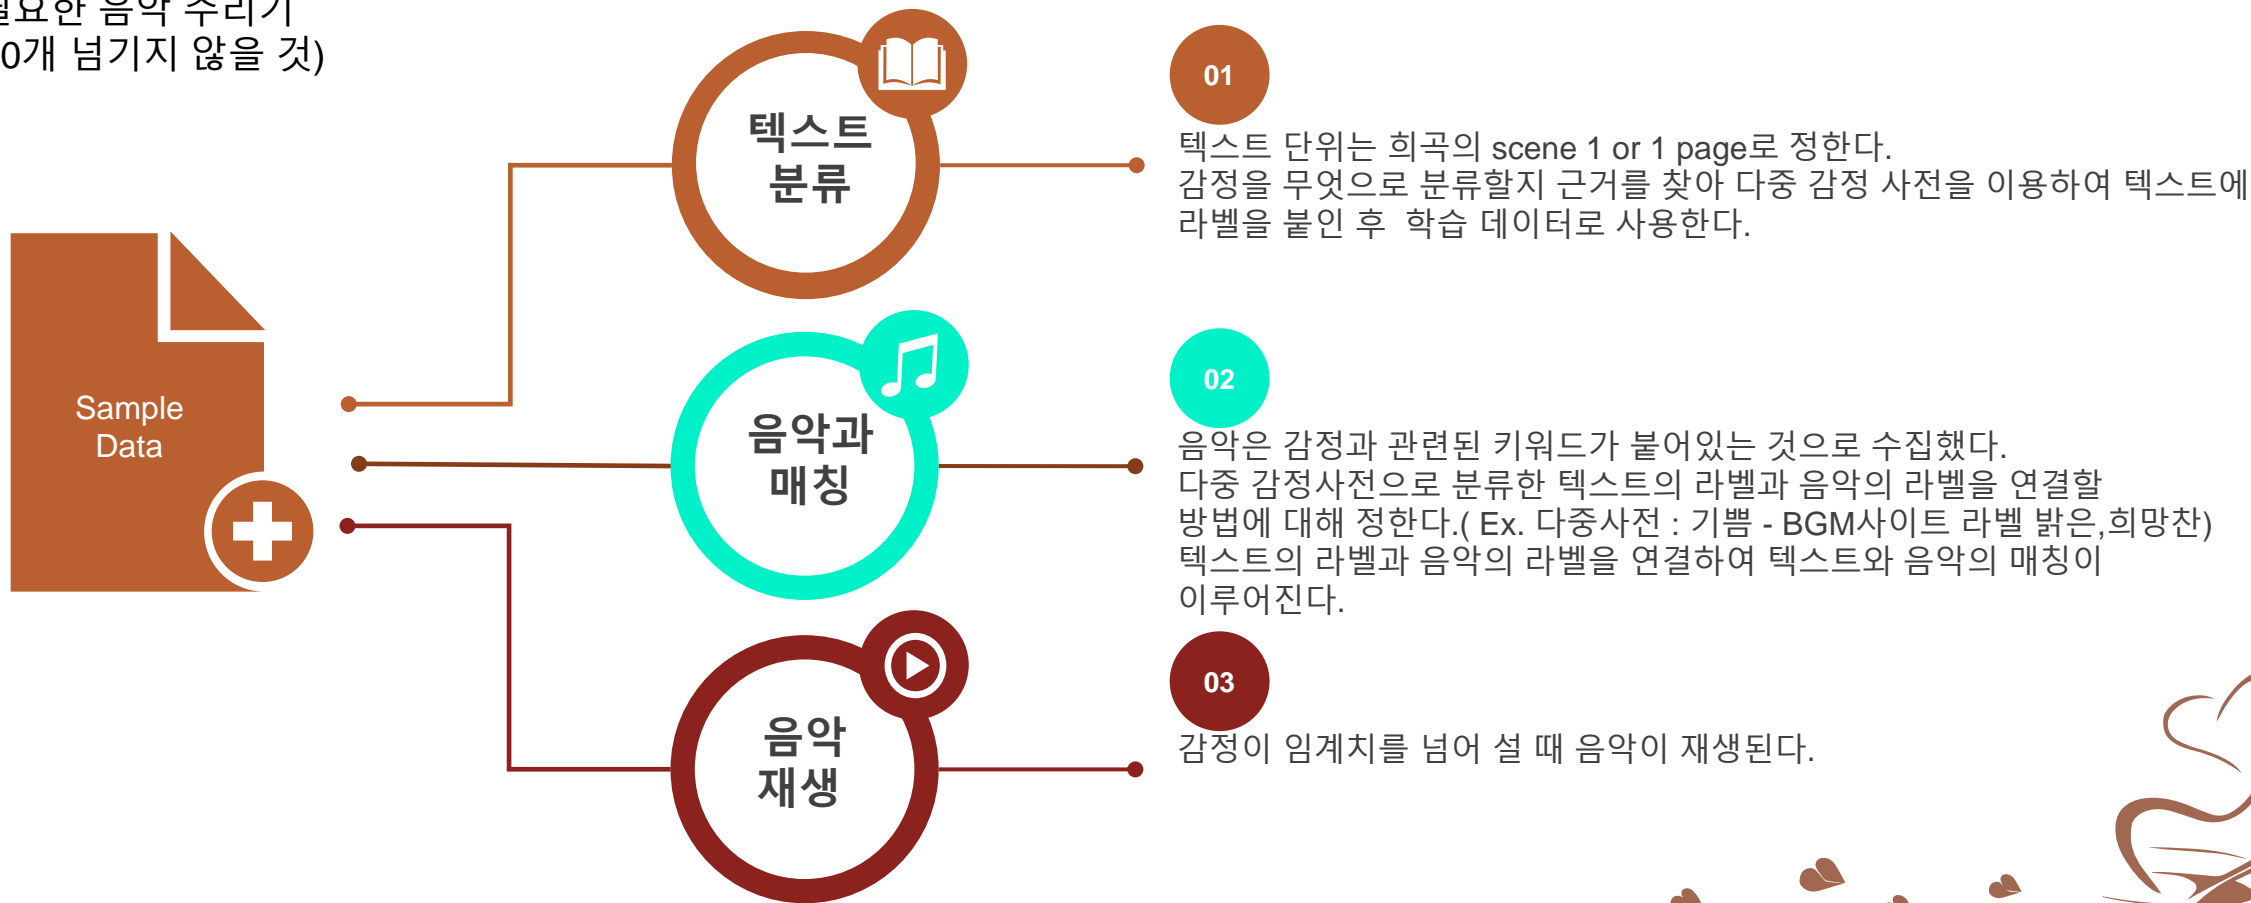 필요한 음악 추리기
0개 넘기지 않을 것)
Sample
Data
텍스트
분류
01
텍스트 단위는 희곡의 scene 1 or 1 page로 정한다.
감정을 무엇으로 분류할지 근거를 찾아 다중 감정 사전을 이용하여 텍스트에
라벨을 붙인 후  학습 데이터로 사용한다.
음악과
매칭
02
음악은 감정과 관련된 키워드가 붙어있는 것으로 수집했다.
다중 감정사전으로 분류한 텍스트의 라벨과 음악의 라벨을 연결할
방법에 대해 정한다.( Ex. 다중사전 : 기쁨 - BGM사이트 라벨 밝은,희망찬)
텍스트의 라벨과 음악의 라벨을 연결하여 텍스트와 음악의 매칭이
이루어진다.
음악
재생
03
감정이 임계치를 넘어 설 때 음악이 재생된다.